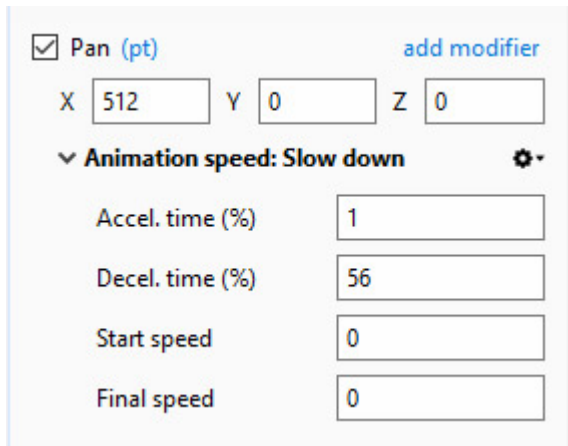 Pan (pt) add modifier
X 512 Y 0 Z 0
Animation speed: Slow down
Accel. time (%) 1
Decel. time (%) 56
Start speed 0
Final speed 0